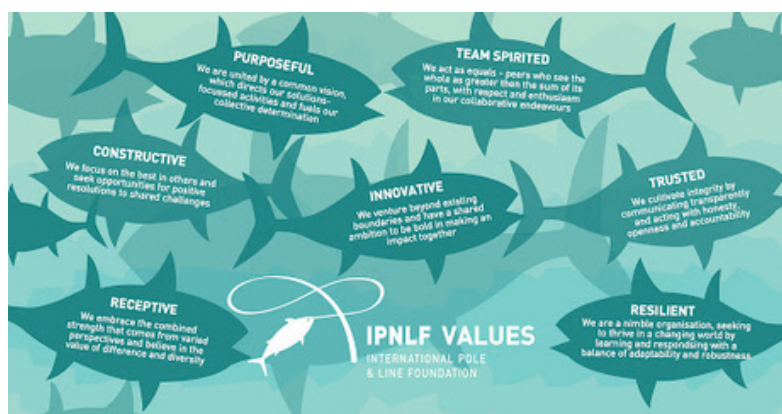 PURPOSEFUL
We are united by a common vision,
which directs our solutions-
focussed activities and fuels our
collective determination
TEAM SPIRITED
We act as equals - peers who see the
whole as greater than the sum of its
parts, with respect and enthusiasm
in our collaborative endeavours
CONSTRUCTIVE
We focus on the best in others and
seek opportunities for positive
resolutions to shared challenges
INNOVATIVE
We venture beyond existing
boundaries and have a shared
ambition to be bold in making an
impact together
TRUSTED
We cultivate integrity by
communicating transparently
and acting with honesty,
openness and accountability
RECEPTIVE
We embrace the combined
strength that comes from varied
perspectives and believe in the
value of difference and diversity
IPNLF VALUES
INTERNATIONAL POLE
& LINE FOUNDATION
RESILIENT
We are a nimble organisation, seeking
to thrive in a changing world by
learning and respondsing with a
balance of adaptability and robustness